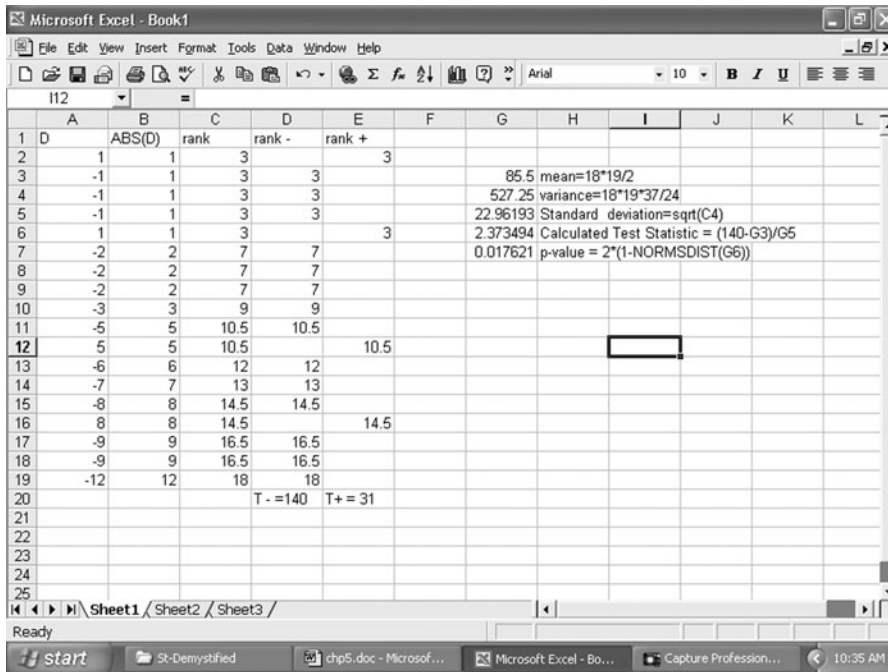 Microsoft Excel - Book1
File Edit View Insert Format Tools Data Window Help
Arial 10 B I U
I12 =
A B C D E F G H I J K L
1 D ABS(D) rank rank - rank +
2 1 1 3 3
3 -1 1 3 3 85.5 mean=18*19/2
4 -1 1 3 3 527.25 variance=18*19*37/24
5 -1 1 3 3 22.96193 Standard deviation=sqrt(C4)
6 1 1 3 3 2.373494 Calculated Test Statistic = (140-G3)/G5
7 -2 2 7 7 0.017621 p-value = 2*(1-NORMSDIST(G6))
8 -2 2 7 7
9 -2 2 7 7
10 -3 3 9 9
11 -5 5 10.5 10.5
12 5 5 10.5 10.5
13 -6 6 12 12
14 -7 7 13 13
15 -8 8 14.5 14.5
16 8 8 14.5 14.5
17 -9 9 16.5 16.5
18 -9 9 16.5 16.5
19 -12 12 18 18
20 T - =140 T+ = 31
21
22
23
24
25
Sheet1 / Sheet2 / Sheet3 /
Ready
start St-Demystified chp5.doc - Microsof... Microsoft Excel - Bo... Capture Profession... 10:35 AM